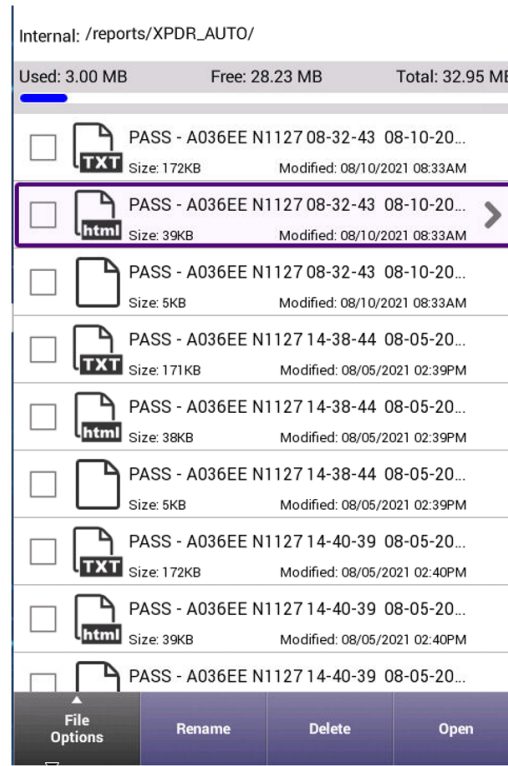 Internal: /reports/XPDR_AUTO/
Used: 3.00 MB Free: 28.23 MB Total: 32.95 MB
PASS - A036EE N1127 08-32-43 08-10-20...
TXT Size: 172KB Modified: 08/10/2021 08:33AM
PASS - A036EE N1127 08-32-43 08-10-20...
html Size: 39KB Modified: 08/10/2021 08:33AM
PASS - A036EE N1127 08-32-43 08-10-20...
Size: 5KB Modified: 08/10/2021 08:33AM
PASS - A036EE N1127 14-38-44 08-05-20...
TXT Size: 171KB Modified: 08/05/2021 02:39PM
PASS - A036EE N1127 14-38-44 08-05-20...
html Size: 38KB Modified: 08/05/2021 02:39PM
PASS - A036EE N1127 14-38-44 08-05-20...
Size: 5KB Modified: 08/05/2021 02:39PM
PASS - A036EE N1127 14-40-39 08-05-20...
TXT Size: 172KB Modified: 08/05/2021 02:40PM
PASS - A036EE N1127 14-40-39 08-05-20...
html Size: 39KB Modified: 08/05/2021 02:40PM
PASS - A036EE N1127 14-40-39 08-05-20...
File
Options Rename Delete Open